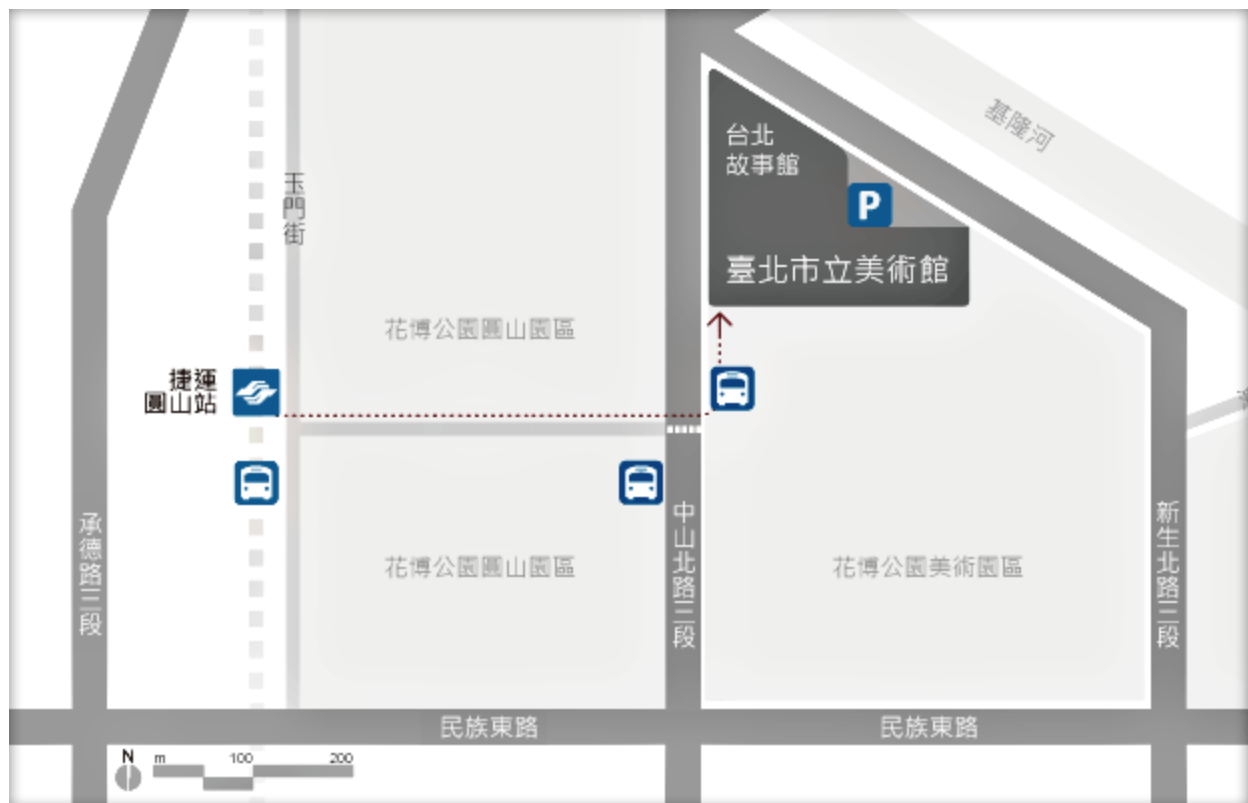 基隆河
台北
故事館
P
玉門街
臺北市立美術館
花博公園圓山園區
捷運
圓山站
中山北路三段
新生北路三段
承德路三段
花博公園圓山園區
花博公園美術園區
民族東路
民族東路
N
m 100 200